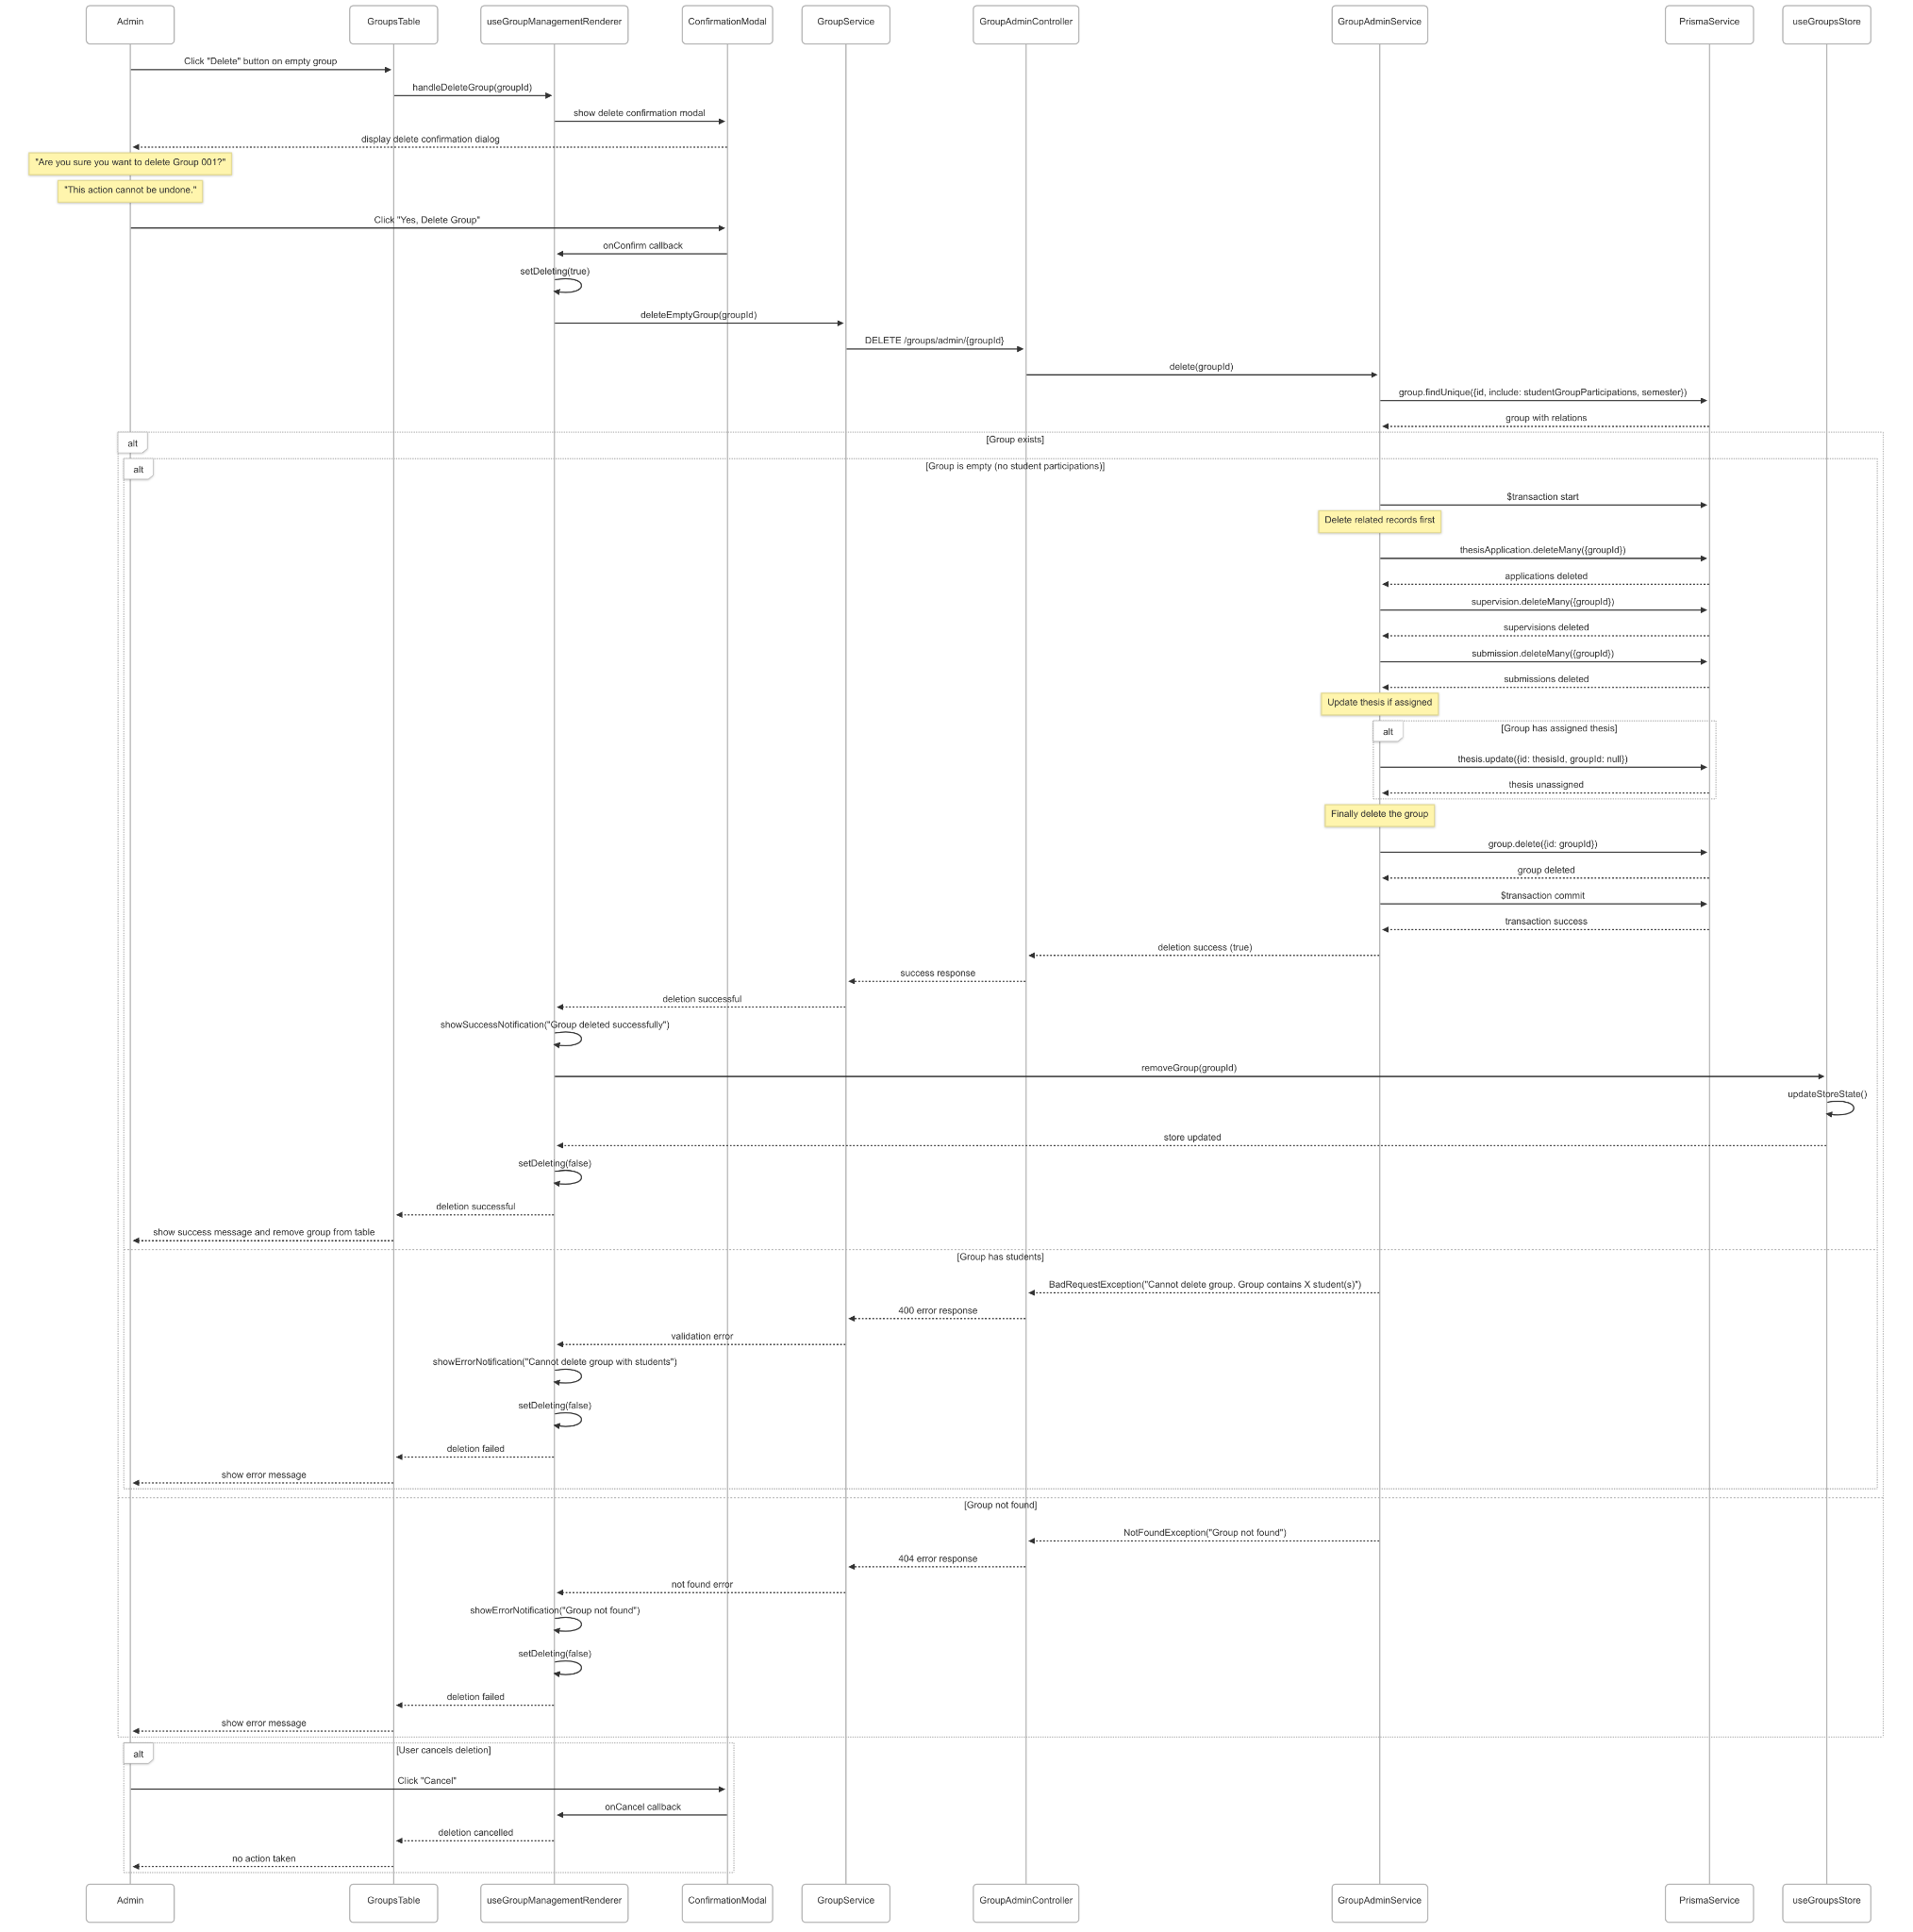 Admin
GroupsTable
useGroupManagementRenderer
ConfirmationModal
GroupService
GroupAdminController
GroupAdminService
PrismaService
useGroupsStore
Click "Delete" button on empty group
handleDeleteGroup(groupId)
show delete confirmation modal
display delete confirmation dialog
"Are you sure you want to delete Group 001?"
"This action cannot be undone."
Click "Yes, Delete Group"
onConfirm callback
setDeleting(true)
deleteEmptyGroup(groupId)
DELETE /groups/admin/{groupId}
delete(groupId)
group.findUnique({id, include: studentGroupParticipations, semester})
group with relations
alt
[Group exists]
alt
[Group is empty (no student participations)]
$transaction start
Delete related records first
thesisApplication.deleteMany({groupId})
applications deleted
supervision.deleteMany({groupId})
supervisions deleted
submission.deleteMany({groupId})
submissions deleted
Update thesis if assigned
alt
[Group has assigned thesis]
thesis.update({id: thesisId, groupId: null})
thesis unassigned
Finally delete the group
group.delete({id: groupId})
group deleted
$transaction commit
transaction success
deletion success (true)
success response
deletion successful
showSuccessNotification("Group deleted successfully")
removeGroup(groupId)
updateStoreState()
store updated
setDeleting(false)
deletion successful
show success message and remove group from table
[Group has students]
BadRequestException("Cannot delete group. Group contains X student(s)")
400 error response
validation error
showErrorNotification("Cannot delete group with students")
setDeleting(false)
deletion failed
show error message
[Group not found]
NotFoundException("Group not found")
404 error response
not found error
showErrorNotification("Group not found")
setDeleting(false)
deletion failed
show error message
alt
[User cancels deletion]
Click "Cancel"
onCancel callback
deletion cancelled
no action taken
Admin
GroupsTable
useGroupManagementRenderer
ConfirmationModal
GroupService
GroupAdminController
GroupAdminService
PrismaService
useGroupsStore